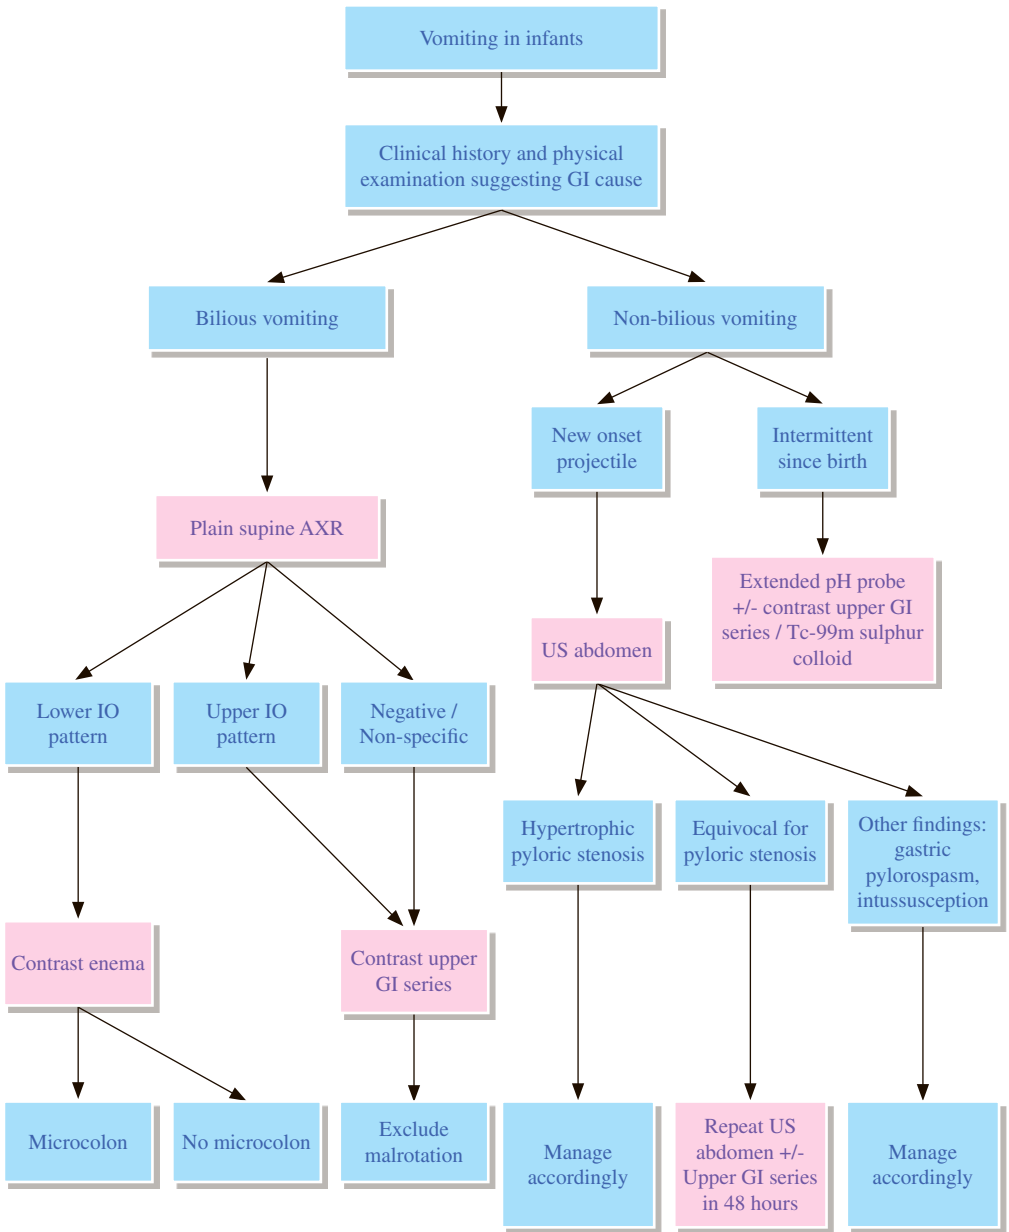 Vomiting in infants
Clinical history and physical
examination suggesting GI cause
Bilious vomiting
Non-bilious vomiting
New onset
projectile
Intermittent
since birth
Plain supine AXR
Extended pH probe
+/- contrast upper GI
series / Tc-99m sulphur
colloid
US abdomen
Lower IO
pattern
Upper IO
pattern
Negative /
Non-specific
Hypertrophic
pyloric stenosis
Equivocal for
pyloric stenosis
Other findings:
gastric
pylorospasm,
intussusception
Contrast enema
Contrast upper
GI series
Microcolon
No microcolon
Exclude
malrotation
Manage
accordingly
Repeat US
abdomen +/-
Upper GI series
in 48 hours
Manage
accordingly